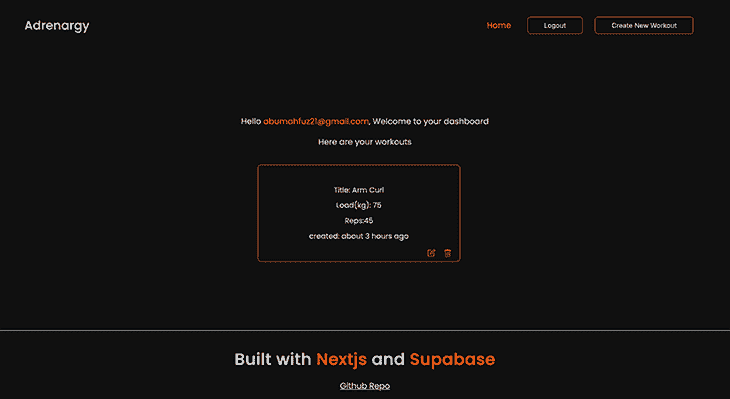 Adrenargy
Home
Logout
Create New Workout
Hello abumahfuz21@gmail.com, Welcome to your dashboard
Here are your workouts
Title: Arm Curl
Load(kg): 75
Reps:45
created: about 3 hours ago
Built with Nextjs and Supabase
Github Repo